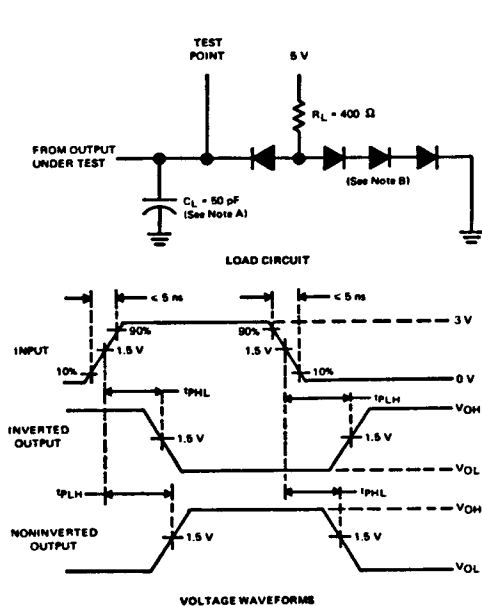 TEST
POINT
5 V
RL = 400 Ω
FROM OUTPUT
UNDER TEST
(See Note B)
CL = 50 pF
(See Note A)
LOAD CIRCUIT
< 5 ns
< 5 ns
3 V
90%
90%
INPUT
1.5 V
1.5 V
10%
10%
0 V
tPHL
tPLH
VOH
INVERTED
OUTPUT
1.5 V
1.5 V
VOL
tPLH
tPHL
VOH
NONINVERTED
OUTPUT
1.5 V
1.5 V
VOL
VOLTAGE WAVEFORMS